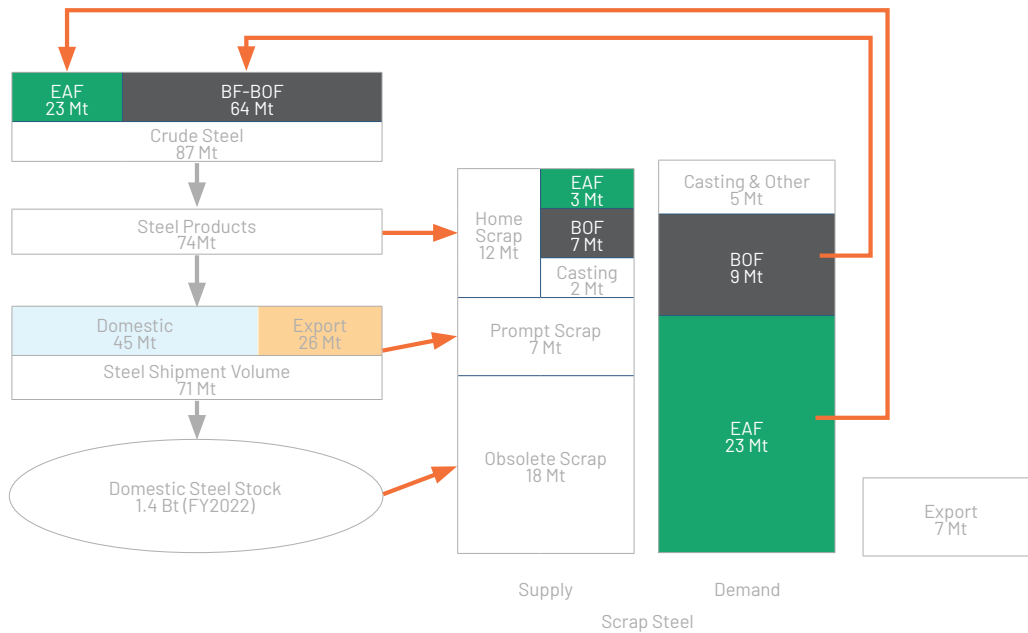 EAF
23 Mt
BF-BOF
64 Mt
Crude Steel
87 Mt
Steel Products
74Mt
Domestic
45 Mt
Export
26 Mt
Steel Shipment Volume
71 Mt
Domestic Steel Stock
1.4 Bt (FY2022)
Home
Scrap
12 Mt
EAF
3 Mt
BOF
7 Mt
Casting
2 Mt
Prompt Scrap
7 Mt
Obsolete Scrap
18 Mt
Casting & Other
5 Mt
BOF
9 Mt
EAF
23 Mt
Export
7 Mt
Supply
Demand
Scrap Steel